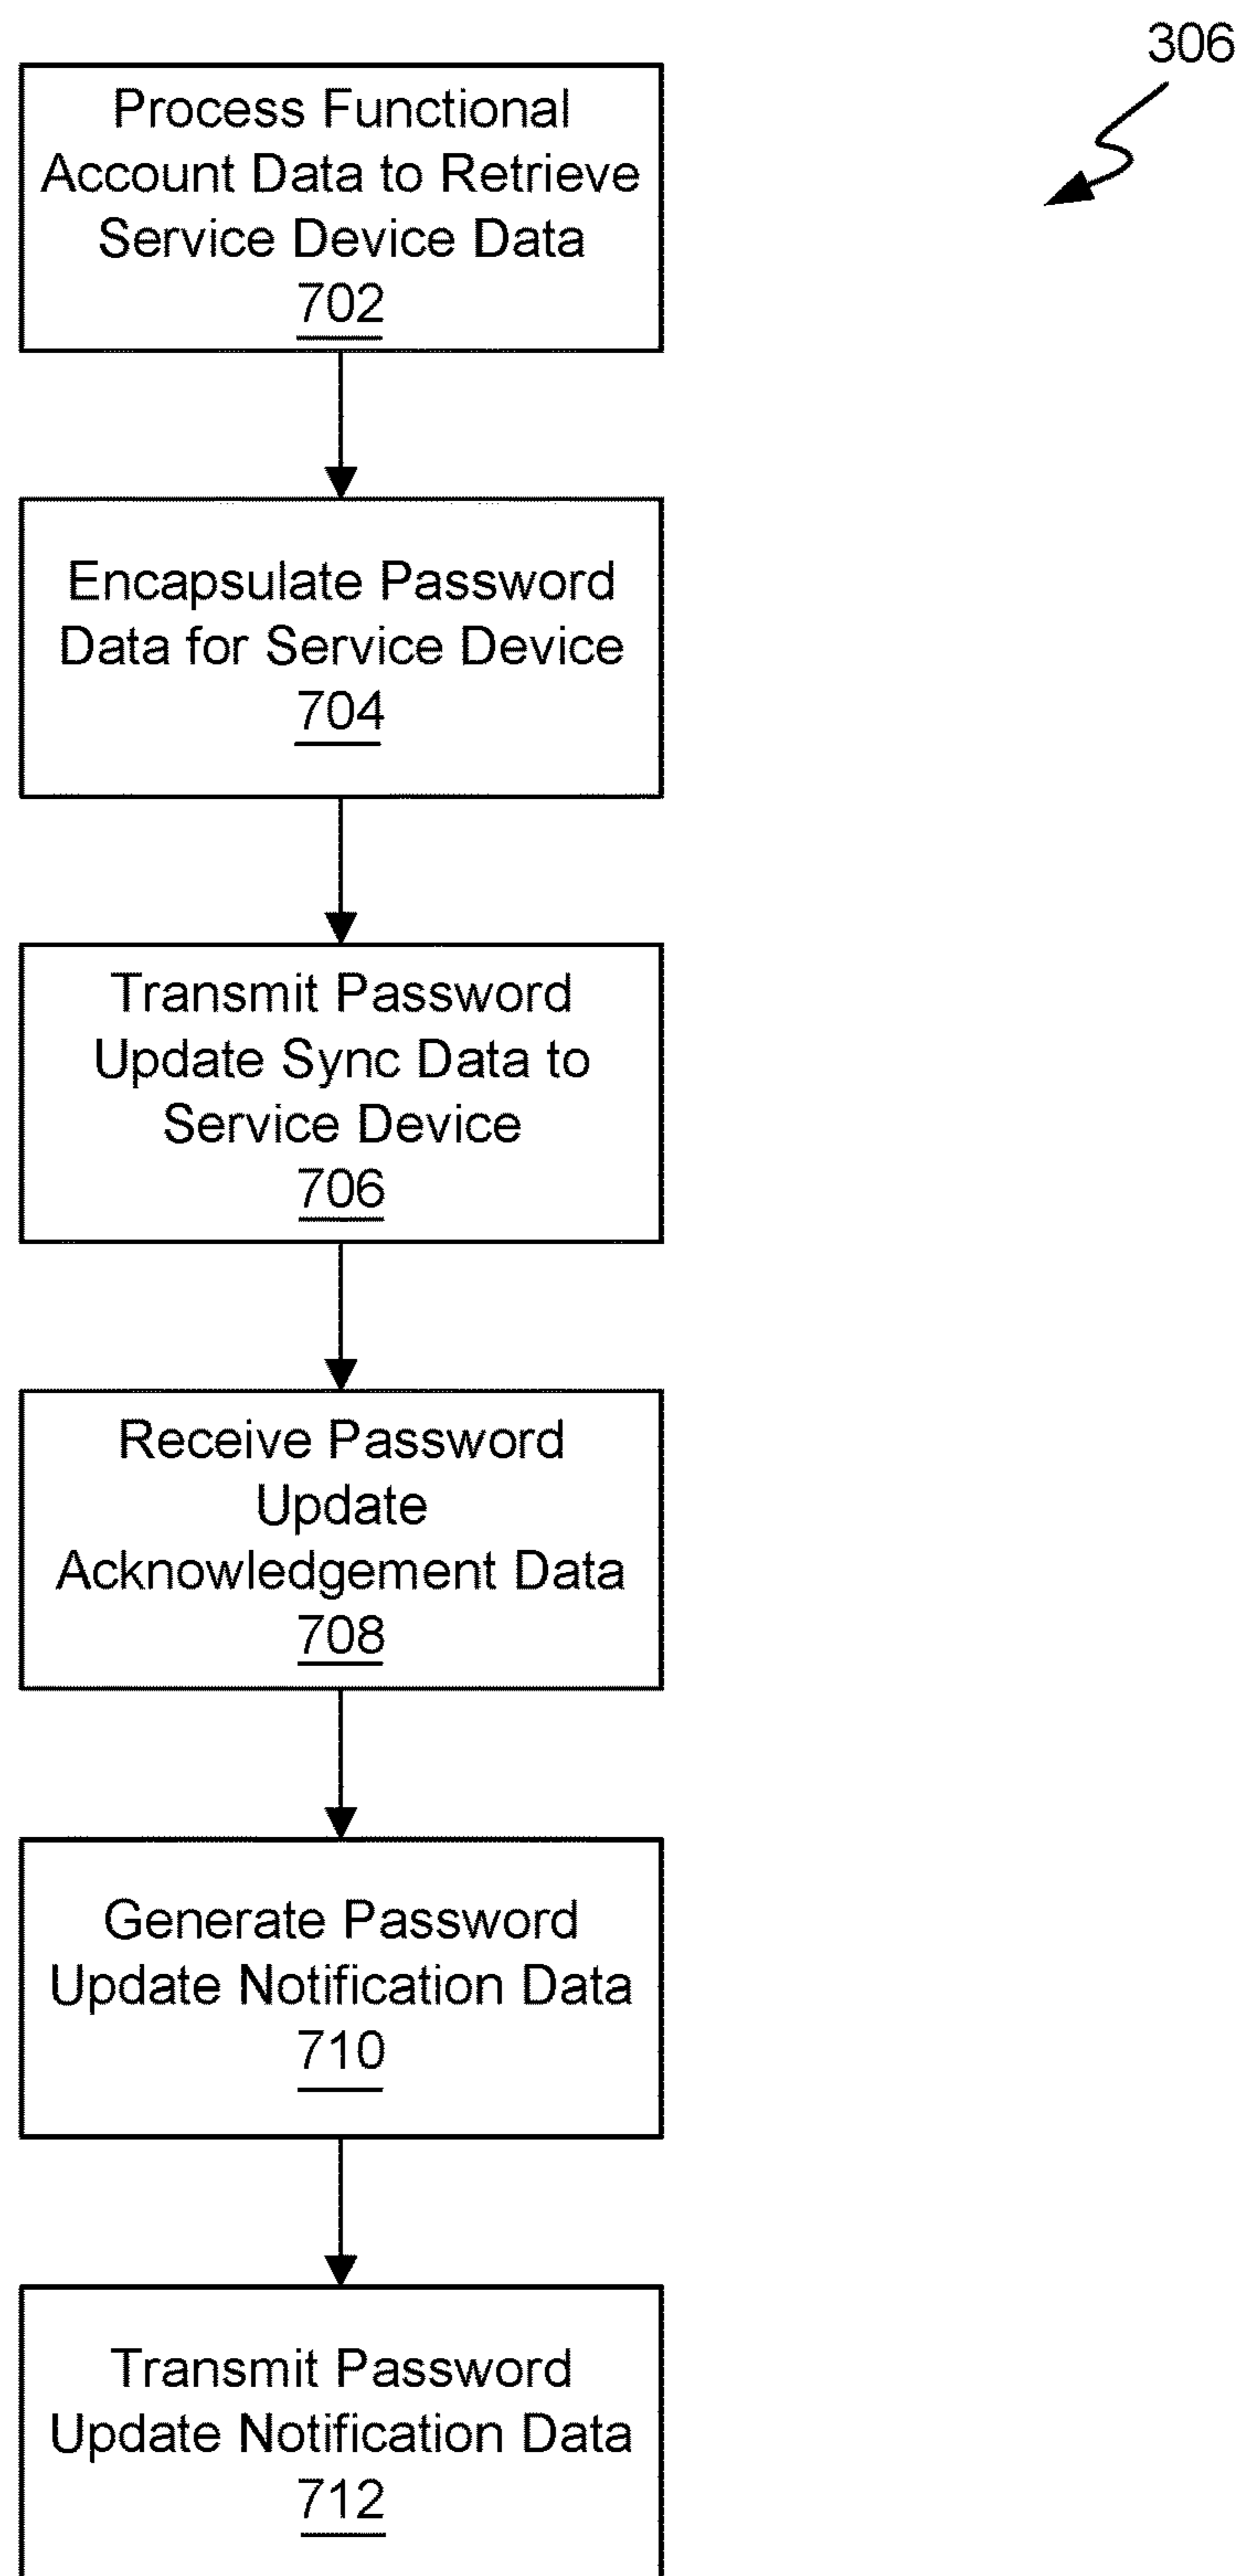 306
Process Functional
Account Data to Retrieve
Service Device Data
702
Encapsulate Password
Data for Service Device
704
Transmit Password
Update Sync Data to
Service Device
706
Receive Password
Update
Acknowledgement Data
708
Generate Password
Update Notification Data
710
Transmit Password
Update Notification Data
712